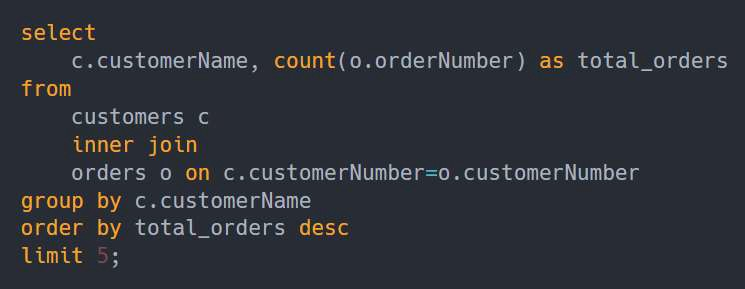 select
    c.customerName, count(o.orderNumber) as total_orders
from
    customers c
    inner join
    orders o on c.customerNumber=o.customerNumber
group by c.customerName
order by total_orders desc
limit 5;